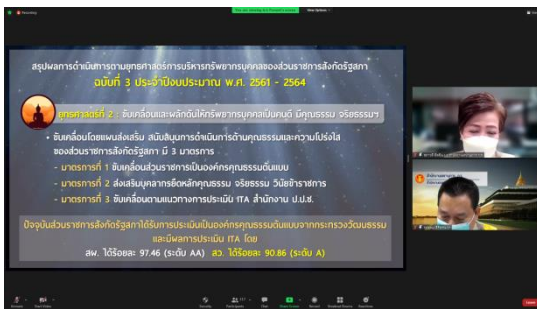 Recording
You are viewing
View Options
สรุปผลการดำเนินการตามยุทธศาสตร์การบริหารทรัพยากรบุคคลของส่วนราชการสังกัดรัฐสภา
ฉบับที่ 3 ประจำปีงบประมาณ พ.ศ. 2561 - 2564
ยุทธศาสตร์ที่ 2 : ขับเคลื่อนและผลักดันให้ทรัพยากรบุคคลเป็นคนดี มีคุณธรรม จริยธรรมฯ
• ขับเคลื่อนโดยแผนส่งเสริม สนับสนุนการดำเนินการด้านคุณธรรมและความโปร่งใส
ของส่วนราชการสังกัดรัฐสภา มี 3 มาตรการ
- มาตรการที่ 1 ขับเคลื่อนส่วนราชการเป็นองค์กรคุณธรรมต้นแบบ
- มาตรการที่ 2 ส่งเสริมบุคลากรยึดหลักคุณธรรม จริยธรรม วินัยข้าราชการ
- มาตรการที่ 3 ขับเคลื่อนตามแนวทางการประเมิน ITA สำนักงาน ป.ป.ช.
ปัจจุบันส่วนราชการสังกัดรัฐสภาได้รับการประเมินเป็นองค์กรคุณธรรมต้นแบบจากกระทรวงวัฒนธรรม
และมีผลการประเมิน ITA โดย
สผ. ได้ร้อยละ 97.46 (ระดับ AA) สว. ได้ร้อยละ 90.86 (ระดับ A)
Start Video
Security
Participants
Chat
Share Screen
Record
Breakout Rooms
Reactions
Leave